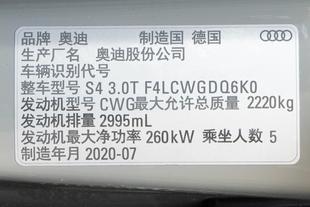 品牌 奥迪 制造国 德国
生产厂名 奥迪股份公司
车辆识别代号
整车型号 S4 3.0T F4LCWGDQ6K0
发动机型号 CWG最大允许总质量 2220kg
发动机排量 2995mL
发动机最大净功率 260kW 乘坐人数 5
制造年月 2020-07